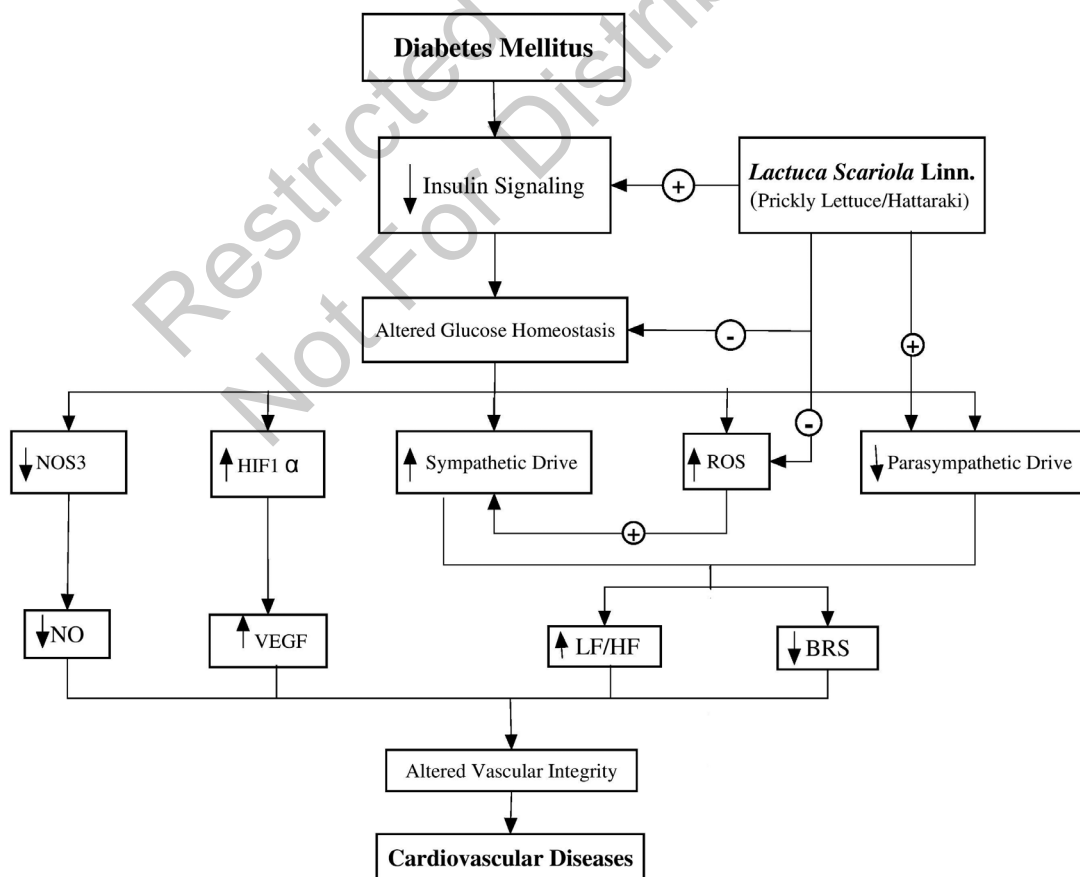 Restricted
Not For Distrib
Diabetes Mellitus
↓ Insulin Signaling
+
Lactuca Scariola Linn.
(Prickly Lettuce/Hattaraki)
Altered Glucose Homeostasis
-
+
-
↓ NOS3
↑ HIF1 α
↑ Sympathetic Drive
↑ ROS
↓ Parasympathetic Drive
+
↓ NO
↑ VEGF
↑ LF/HF
↓ BRS
Altered Vascular Integrity
Cardiovascular Diseases